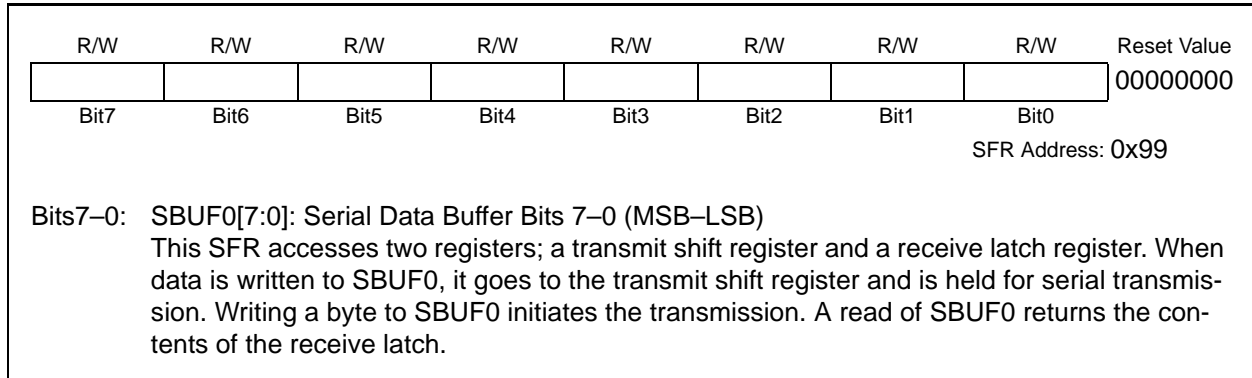 R/W R/W R/W R/W R/W R/W R/W R/W Reset Value
00000000
Bit7 Bit6 Bit5 Bit4 Bit3 Bit2 Bit1 Bit0
SFR Address: 0x99
Bits7–0: SBUF0[7:0]: Serial Data Buffer Bits 7–0 (MSB–LSB)
This SFR accesses two registers; a transmit shift register and a receive latch register. When
data is written to SBUF0, it goes to the transmit shift register and is held for serial transmis-
sion. Writing a byte to SBUF0 initiates the transmission. A read of SBUF0 returns the con-
tents of the receive latch.